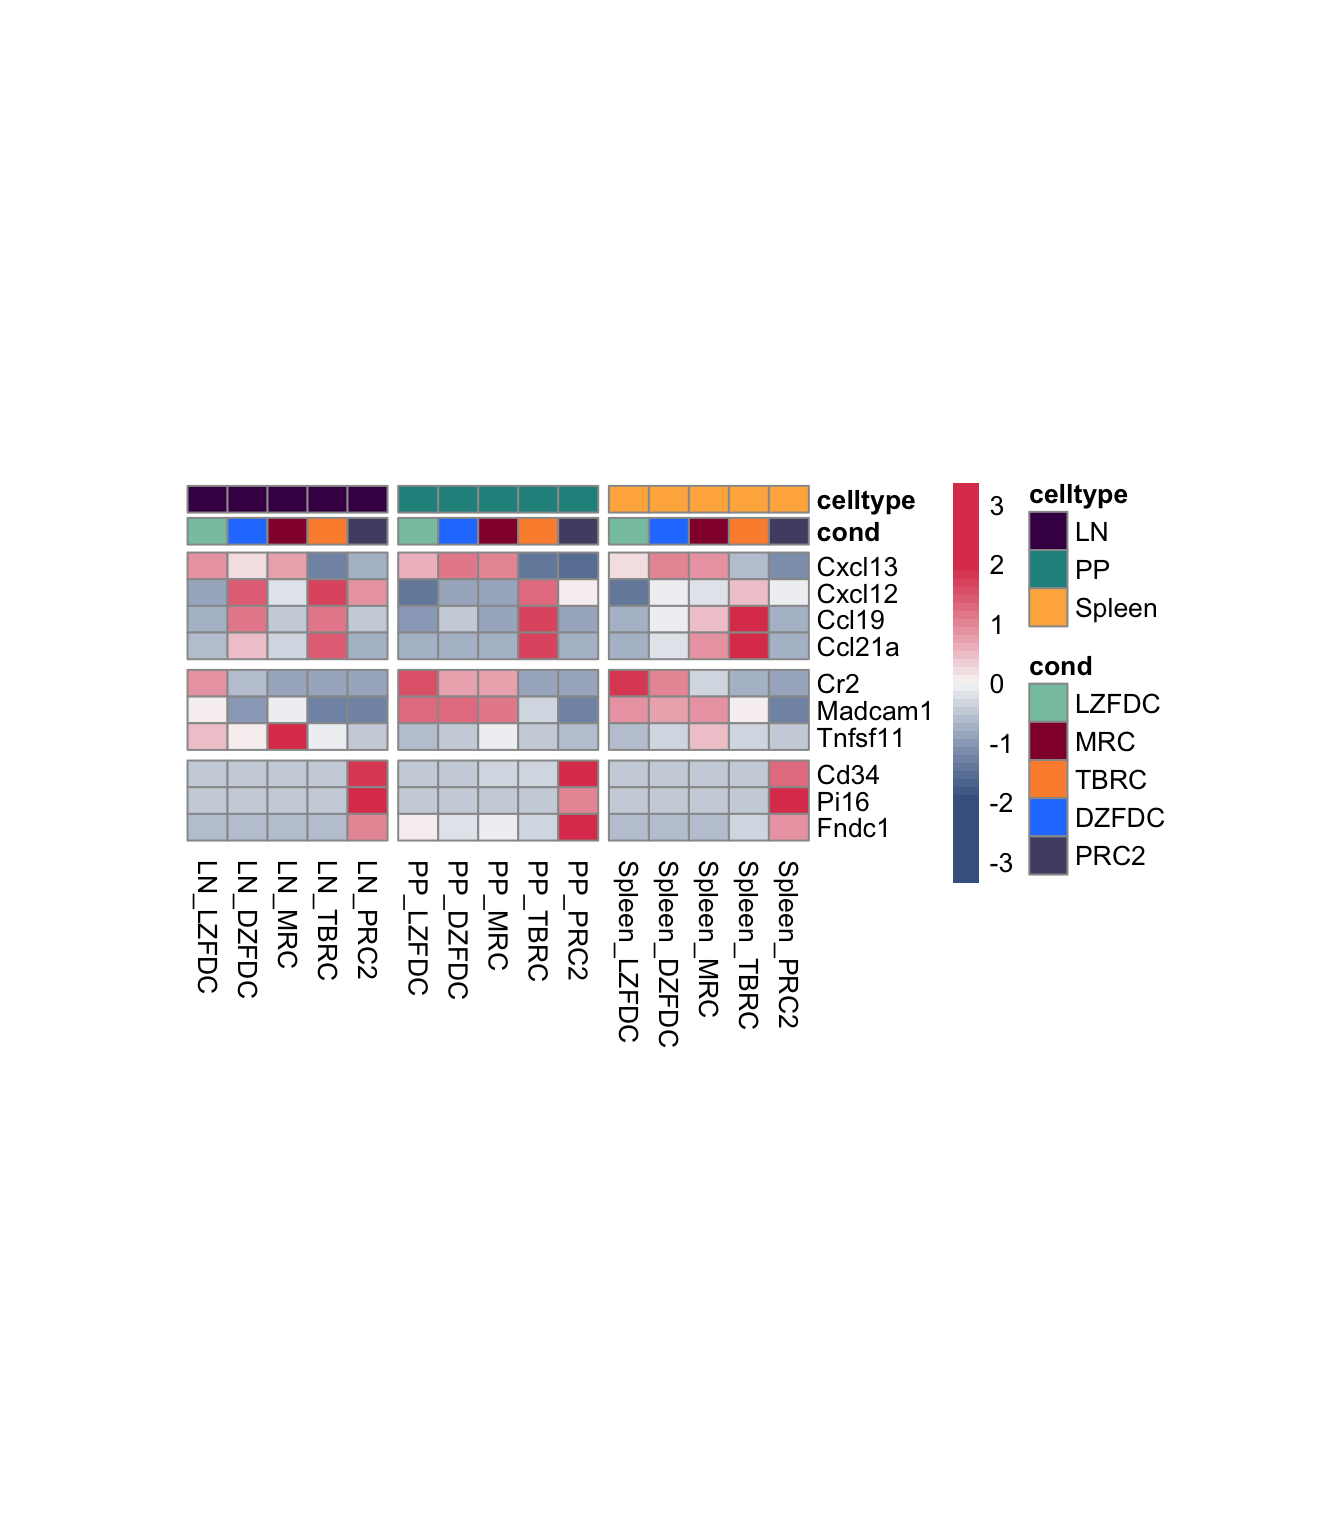 celltype
cond
Cxcl13
Cxcl12
Ccl19
Ccl21a
Cr2
Madcam1
Tnfsf11
Cd34
Pi16
Fndc1
LN_LZFDC
LN_DZFDC
LN_MRC
LN_TBRC
LN_PRC2
PP_LZFDC
PP_DZFDC
PP_MRC
PP_TBRC
PP_PRC2
Spleen_LZFDC
Spleen_DZFDC
Spleen_MRC
Spleen_TBRC
Spleen_PRC2
3
2
1
0
-1
-2
-3
celltype
LN
PP
Spleen
cond
LZFDC
MRC
TBRC
DZFDC
PRC2